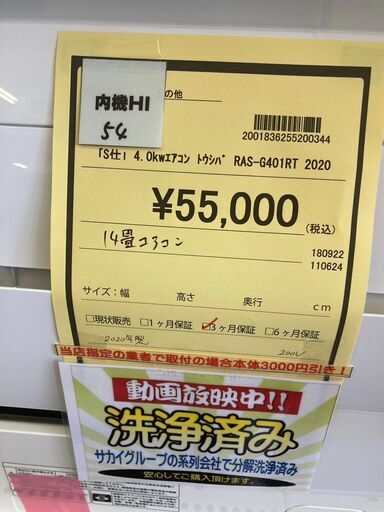 内機HI
54
の他
2001836255200344
「S仕」4.0kwエアコン トウシバ RAS-G401RT 2020
¥55,000
(税込)
14畳エアコン
180922
110624
サイズ：幅 高さ 奥行 cm
□現状販売 □1ヶ月保証 ☑3ヶ月保証 □6ヶ月保証
2020年製 200V
当店指定の業者で取付の場合本体3000円引き！
動画放映中!!
洗浄済み
サカイグループの系列会社で分解洗浄済み
安心してご購入頂けます